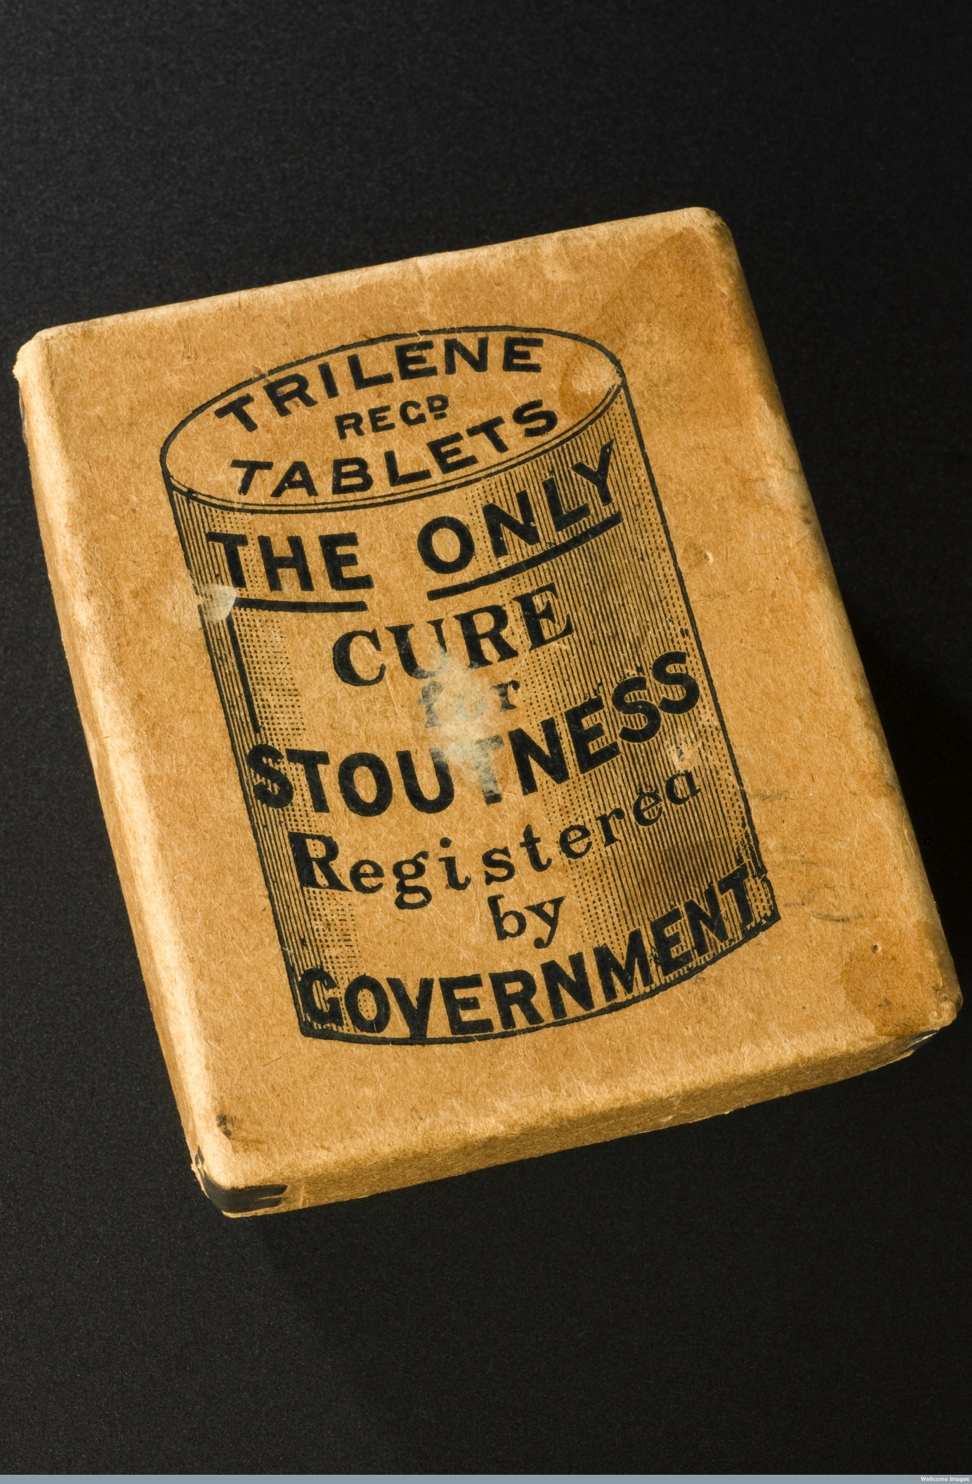 TRILENE
REGD
TABLETS
THE ONLY
CURE
for
STOUTNESS
Registered
by
GOVERNMENT.
Wellcome Images